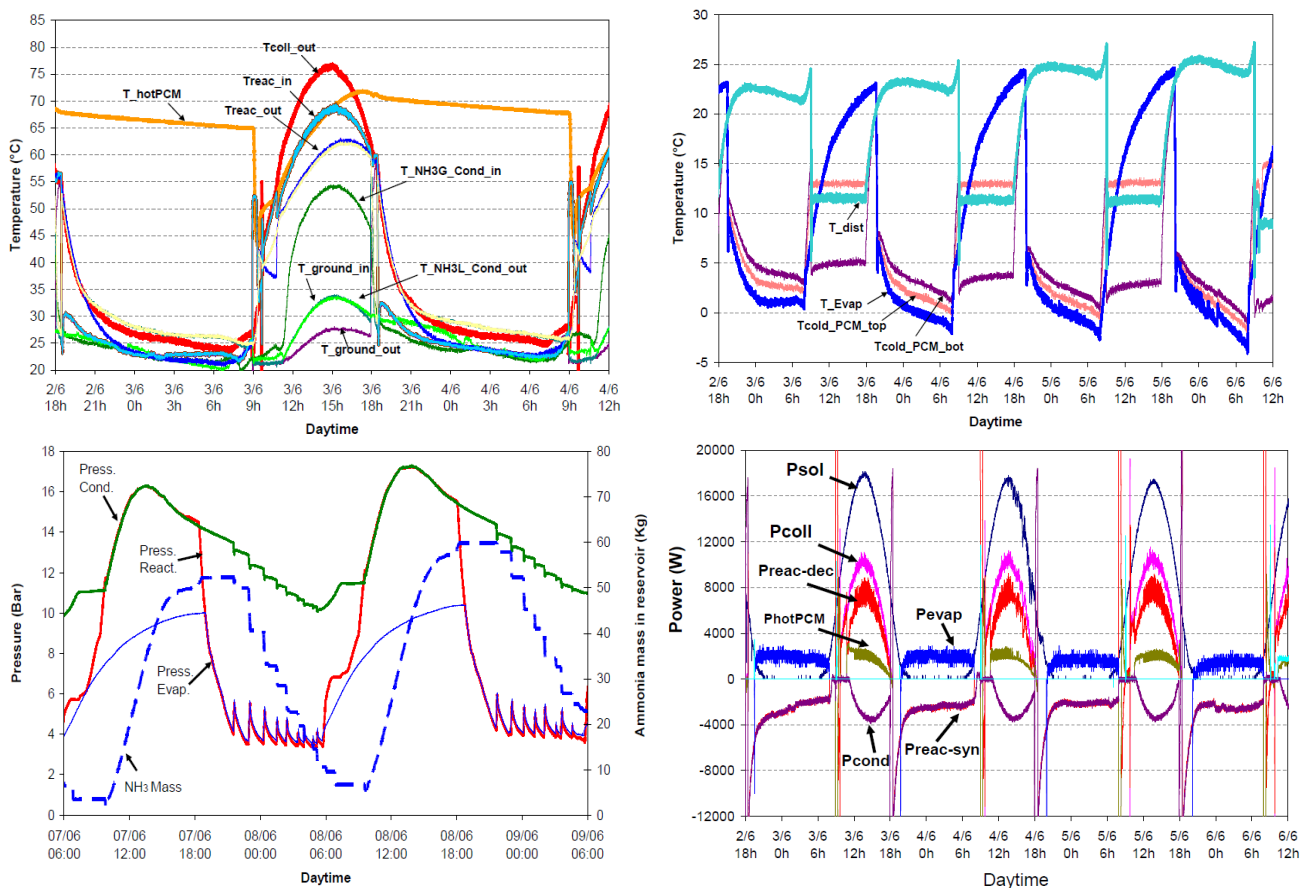 85
80
75
70
65
60
55
50
45
40
35
30
25
20
Temperature (°C)
Tcoll_out
Treac_in
T_hotPCM
Treac_out
T_NH3G_Cond_in
T_ground_in
T_NH3L_Cond_out
T_ground_out
2/6 2/6 3/6 3/6 3/6 3/6 3/6 3/6 3/6 3/6 4/6 4/6 4/6 4/6 4/6
18h 21h 0h 3h 6h 9h 12h 15h 18h 21h 0h 3h 6h 9h 12h
Daytime
30
25
20
15
10
5
0
-5
Temperature (°C)
T_dist
T_Evap
Tcold_PCM_top
Tcold_PCM_bot
2/6 3/6 3/6 3/6 3/6 4/6 4/6 4/6 4/6 5/6 5/6 5/6 5/6 6/6 6/6 6/6
18h 0h 6h 12h 18h 0h 6h 12h 18h 0h 6h 12h 18h 0h 6h 12h
Daytime
18
16
14
12
10
8
6
4
2
0
Pressure (Bar)
80
70
60
50
40
30
20
10
0
Ammonia mass in reservoir (Kg)
Press.
Cond.
Press.
React.
Press.
Evap.
NH3 Mass
07/06 07/06 07/06 08/06 08/06 08/06 08/06 09/06 09/06
06:00 12:00 18:00 00:00 06:00 12:00 18:00 00:00 06:00
Daytime
20000
16000
12000
8000
4000
0
-4000
-8000
-12000
Power (W)
Psol
Pcoll
Preac-dec
PhotPCM
Pevap
Pcond
Preac-syn
2/6 3/6 3/6 3/6 3/6 4/6 4/6 4/6 4/6 5/6 5/6 5/6 5/6 6/6 6/6 6/6
18h 0h 6h 12h 18h 0h 6h 12h 18h 0h 6h 12h 18h 0h 6h 12h
Daytime